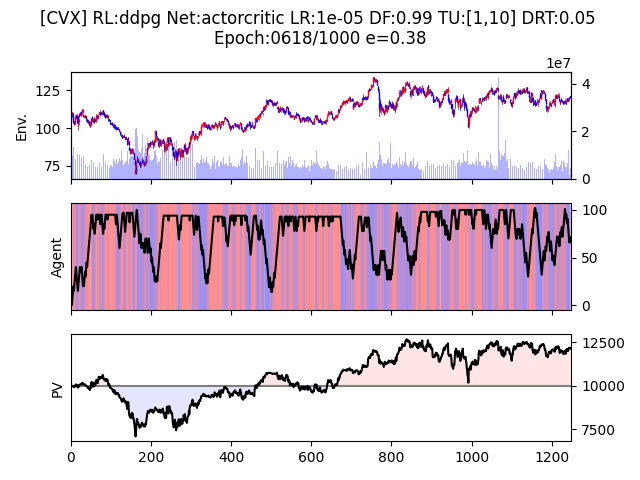 [CVX] RL:ddpg Net:actorcritic LR:1e-05 DF:0.99 TU:[1,10] DRT:0.05
Epoch:0618/1000 e=0.38
1e7
Env.
125
100
75
4
2
0
Agent
100
50
0
PV
12500
10000
7500
0 200 400 600 800 1000 1200